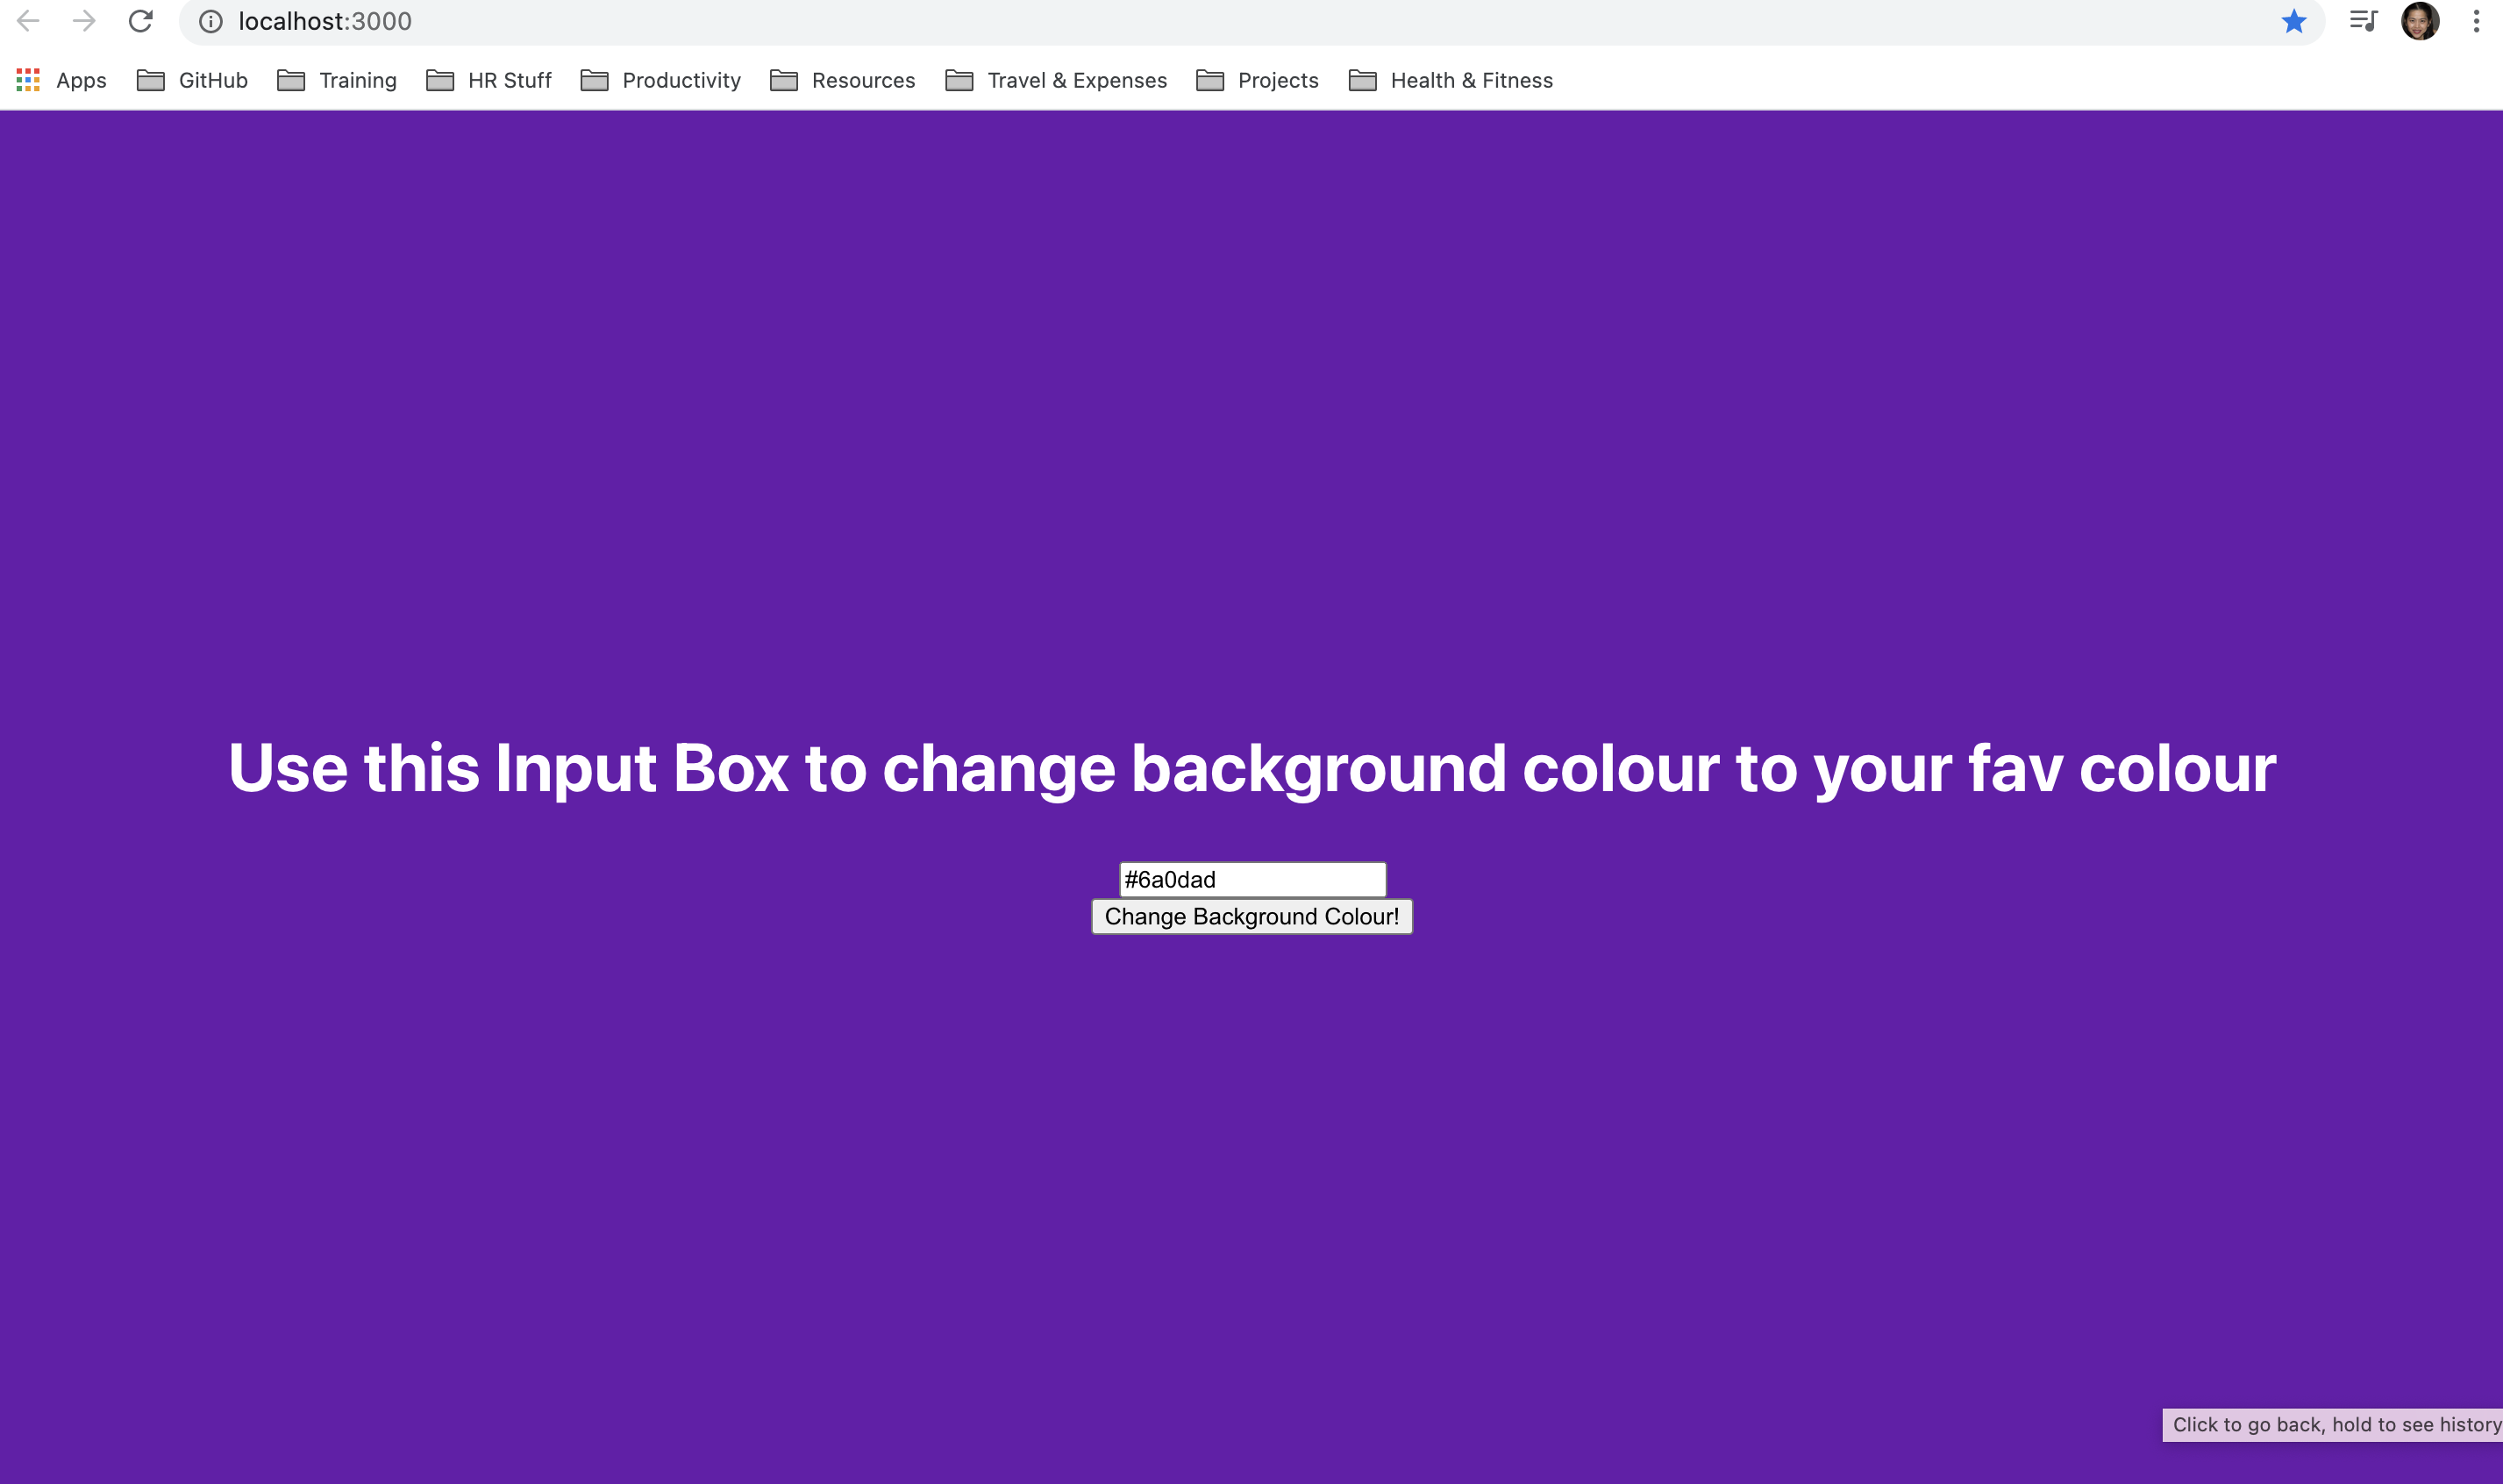 localhost:3000
Apps GitHub Training HR Stuff Productivity Resources Travel & Expenses Projects Health & Fitness
Use this Input Box to change background colour to your fav colour
#6a0dad
Change Background Colour!
Click to go back, hold to see history